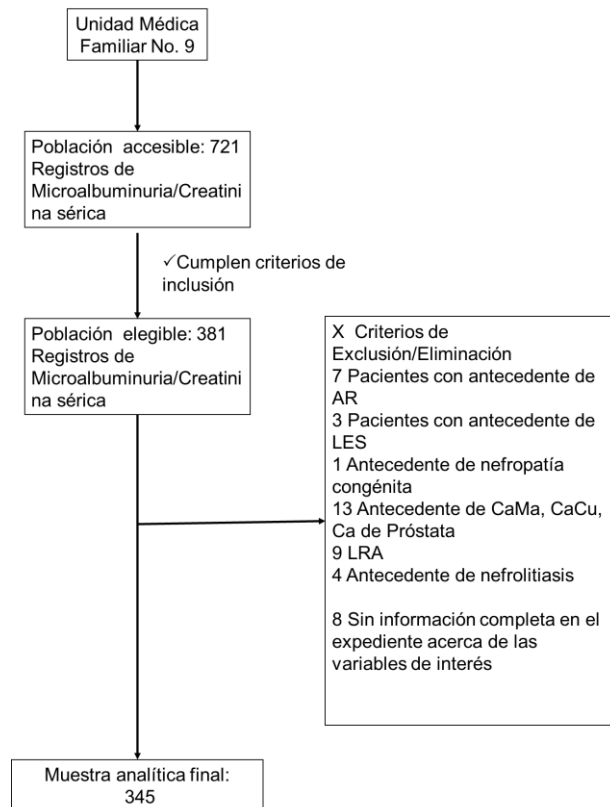 Unidad Médica
Familiar No. 9
Población accesible: 721
Registros de
Microalbuminuria/Creatini
na sérica
✓Cumplen criterios de
inclusión
Población elegible: 381
Registros de
Microalbuminuria/Creatini
na sérica
X Criterios de
Exclusión/Eliminación
7 Pacientes con antecedente de
AR
3 Pacientes con antecedente de
LES
1 Antecedente de nefropatía
congénita
13 Antecedente de CaMa, CaCu,
Ca de Próstata
9 LRA
4 Antecedente de nefrolitiasis
8 Sin información completa en el
expediente acerca de las
variables de interés
Muestra analítica final:
345